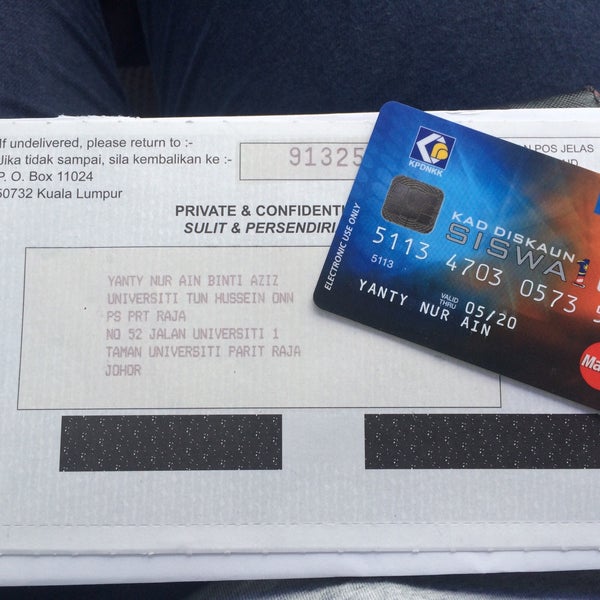 If undelivered, please return to :-
Jika tidak sampai, sila kembalikan ke :-
P. O. Box 11024
50732 Kuala Lumpur
91325
N POS JELAS
PRIVATE & CONFIDENTI
SULIT & PERSENDIRI
YANTY NUR AIN BINTI AZIZ
UNIVERSITI TUN HUSSEIN ONN
PS PRT RAJA
NO 52 JALAN UNIVERSITI 1
TAMAN UNIVERSITI PARIT RAJA
JOHOR
KPDNKK
ELECTRONIC USE ONLY
KAD DISKAUN
SISWA
5113 4703 0573 5
5113
VALID THRU 05/20
YANTY NUR AIN
Ma